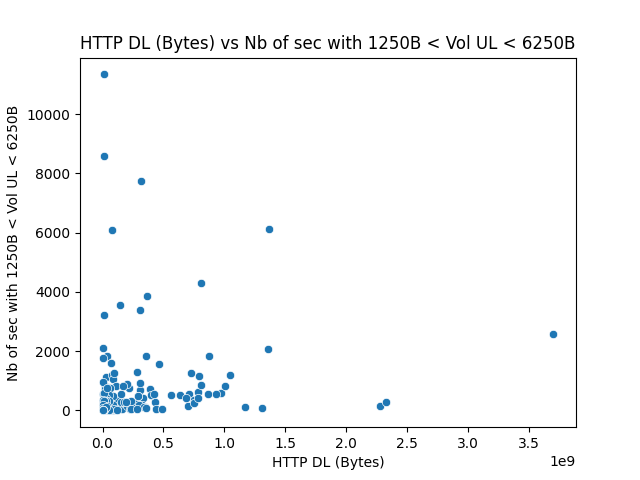 HTTP DL (Bytes) vs Nb of sec with 1250B < Vol UL < 6250B
Nb of sec with 1250B < Vol UL < 6250B
10000
8000
6000
4000
2000
0
0.0 0.5 1.0 1.5 2.0 2.5 3.0 3.5
1e9
HTTP DL (Bytes)